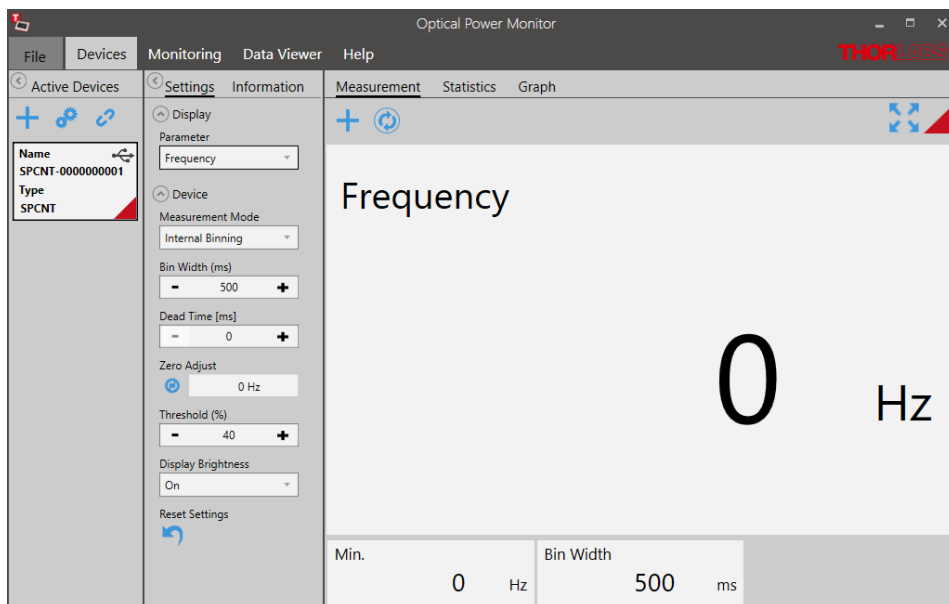 Optical Power Monitor
File Devices Monitoring Data Viewer Help
THORLABS
Active Devices
Name
SPCNT-0000000001
Type
SPCNT
Settings Information
Display
Parameter
Frequency
Device
Measurement Mode
Internal Binning
Bin Width (ms)
- 500 +
Dead Time [ms]
- 0 +
Zero Adjust
0 Hz
Threshold (%)
- 40 +
Display Brightness
On
Reset Settings
Measurement Statistics Graph
Frequency
0 Hz
Min.
0 Hz
Bin Width
500 ms